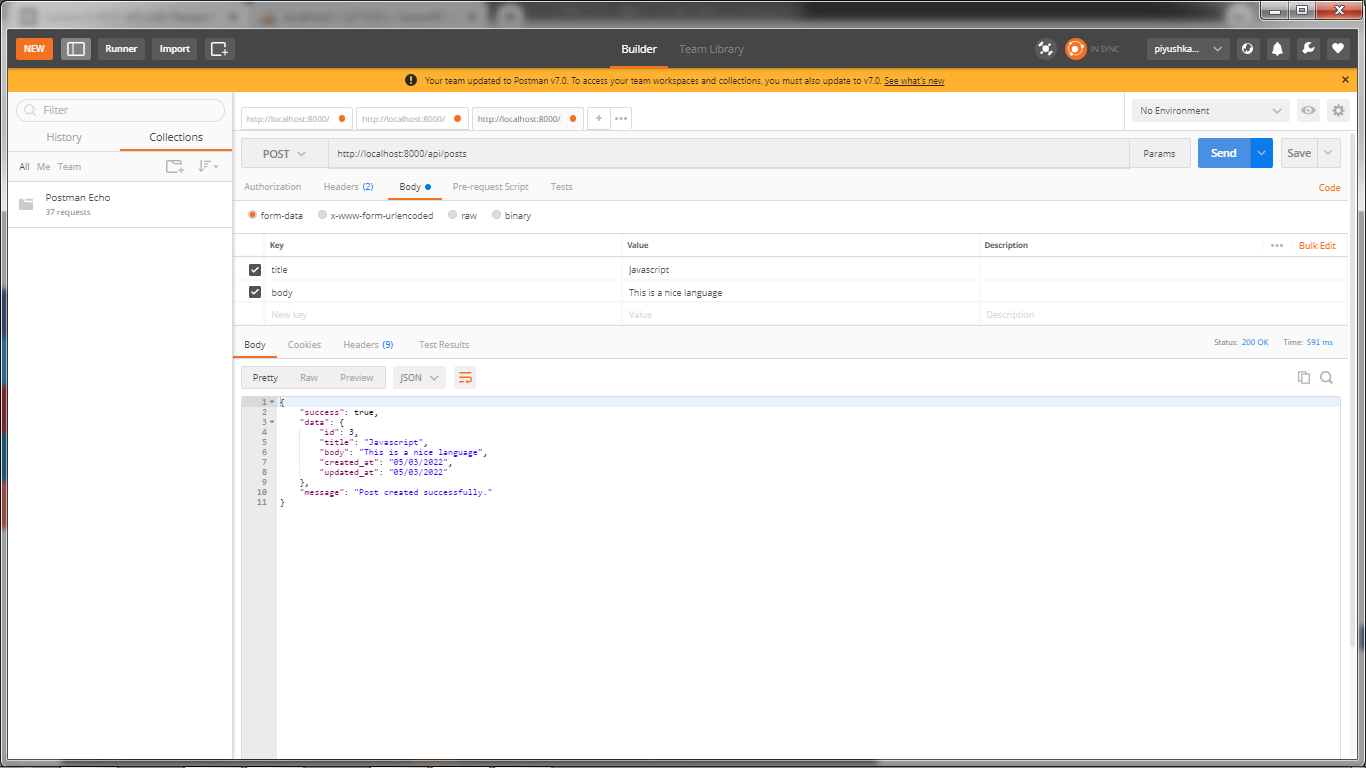 NEW Runner Import Builder Team Library IN SYNC piyushka...
Your team updated to Postman v7.0. To access your team workspaces and collections, you must also update to v7.0. See what's new
Filter
History Collections
All Me Team
Postman Echo
37 requests
http://localhost:8000/ http://localhost:8000/ http://localhost:8000/ + ••• No Environment
POST http://localhost:8000/api/posts Params Send Save
Authorization Headers (2) Body Pre-request Script Tests Code
form-data x-www-form-urlencoded raw binary
Key Value Description ••• Bulk Edit
title Javascript
body This is a nice language
New key Value Description
Body Cookies Headers (9) Test Results Status: 200 OK Time: 591 ms
Pretty Raw Preview JSON
1 {
2 "success": true,
3 "data": {
4 "id": 3,
5 "title": "Javascript",
6 "body": "This is a nice language",
7 "created_at": "05/03/2022",
8 "updated_at": "05/03/2022"
9 },
10 "message": "Post created successfully."
11 }